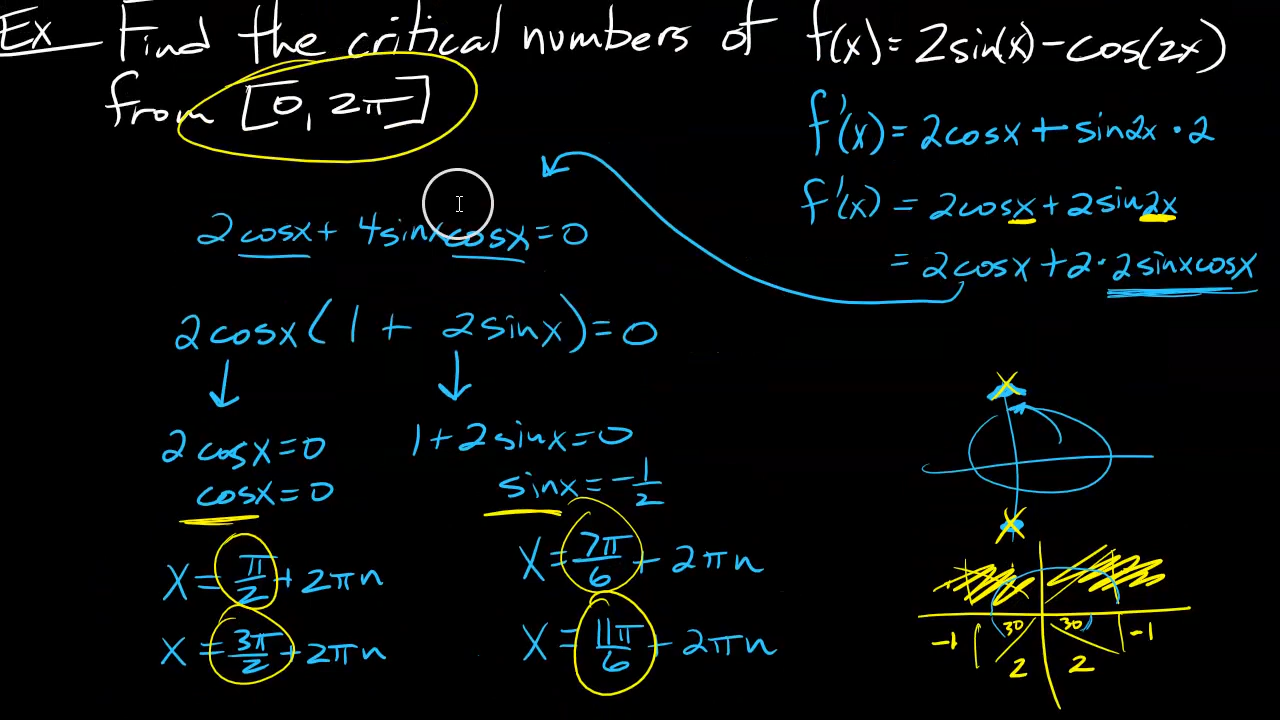 Ex Find the critical numbers of f(x) = 2sin(x) - cos(2x)
from [0, 2π]
f'(x) = 2cosx + sin2x · 2
f'(x) = 2cosx + 2sin2x
= 2cosx + 2 · 2sinxcosx
2cosx + 4sinxcosx = 0
2cosx(1 + 2sinx) = 0
2cosx = 0
cosx = 0
x = π/2 + 2πn
x = 3π/2 + 2πn
1 + 2sinx = 0
sinx = -1/2
x = 7π/6 + 2πn
x = 11π/6 + 2πn
30 30
-1 -1
2 2